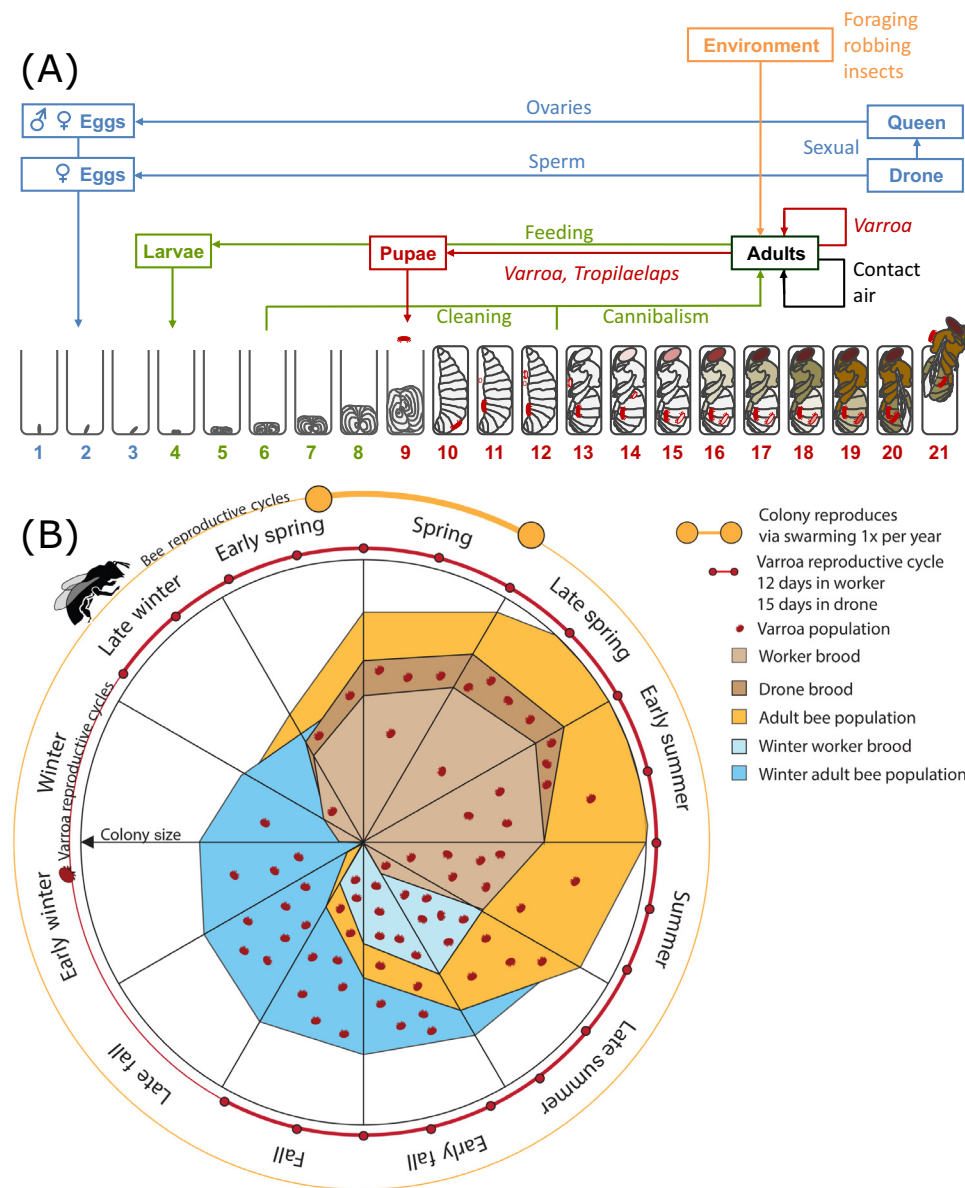 (A)
Environment
Foraging
robbing
insects
♂ ♀ Eggs
Ovaries
Queen
Sexual
♀ Eggs
Sperm
Drone
Larvae
Feeding
Pupae
Varroa, Tropilaelaps
Adults
Varroa
Contact
air
Cleaning
Cannibalism
1 2 3 4 5 6 7 8 9 10 11 12 13 14 15 16 17 18 19 20 21
(B)
Bee reproductive cycles
Varroa reproductive cycles
Colony size
Early spring
Spring
Late spring
Early summer
Summer
Late summer
Early fall
Fall
Late fall
Early winter
Winter
Late winter
Colony reproduces
via swarming 1x per year
Varroa reproductive cycle
12 days in worker
15 days in drone
Varroa population
Worker brood
Drone brood
Adult bee population
Winter worker brood
Winter adult bee population